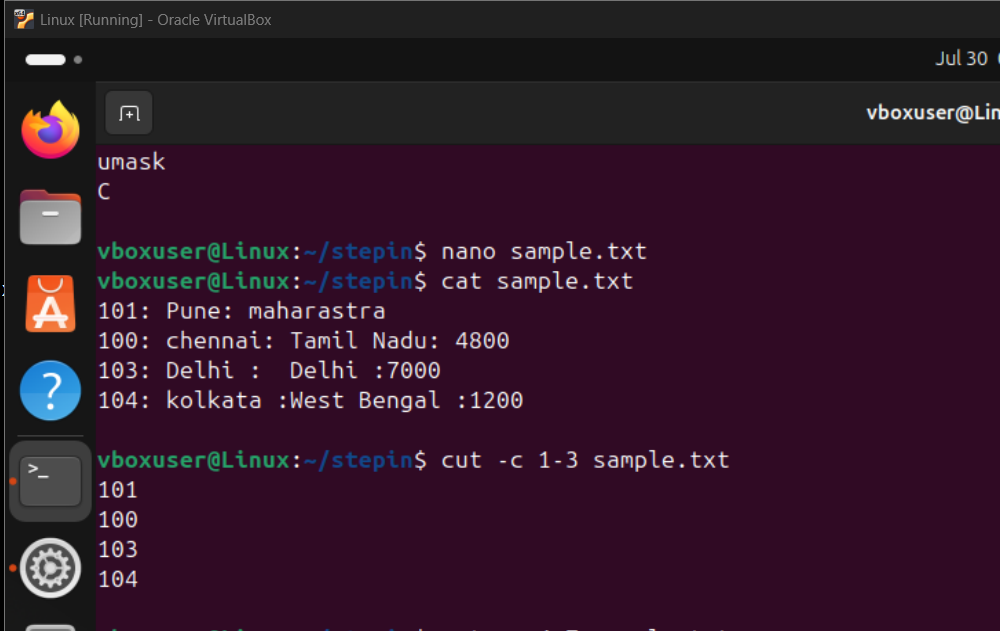 Linux [Running] - Oracle VirtualBox
Jul 30
vboxuser@Lin
umask
C
vboxuser@Linux:~/stepin$ nano sample.txt
vboxuser@Linux:~/stepin$ cat sample.txt
101: Pune: maharastra
100: chennai: Tamil Nadu: 4800
103: Delhi :  Delhi :7000
104: kolkata :West Bengal :1200
vboxuser@Linux:~/stepin$ cut -c 1-3 sample.txt
101
100
103
104